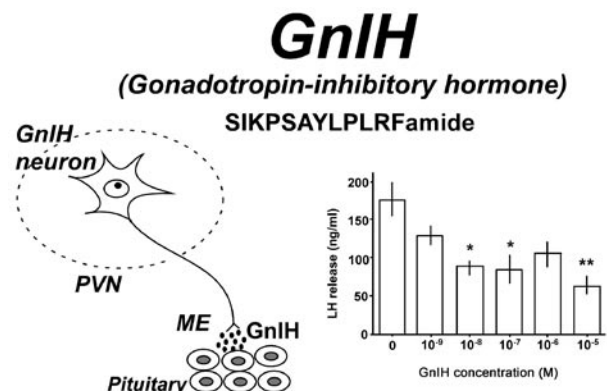 GnIH
(Gonadotropin-inhibitory hormone)
SIKPSAYLPLRFamide
GnIH
neuron
PVN
ME
GnIH
Pituitary
LH release (ng/ml)
200
150
100
50
0
*
*
**
0
10-9
10-8
10-7
10-6
10-5
GnIH concentration (M)